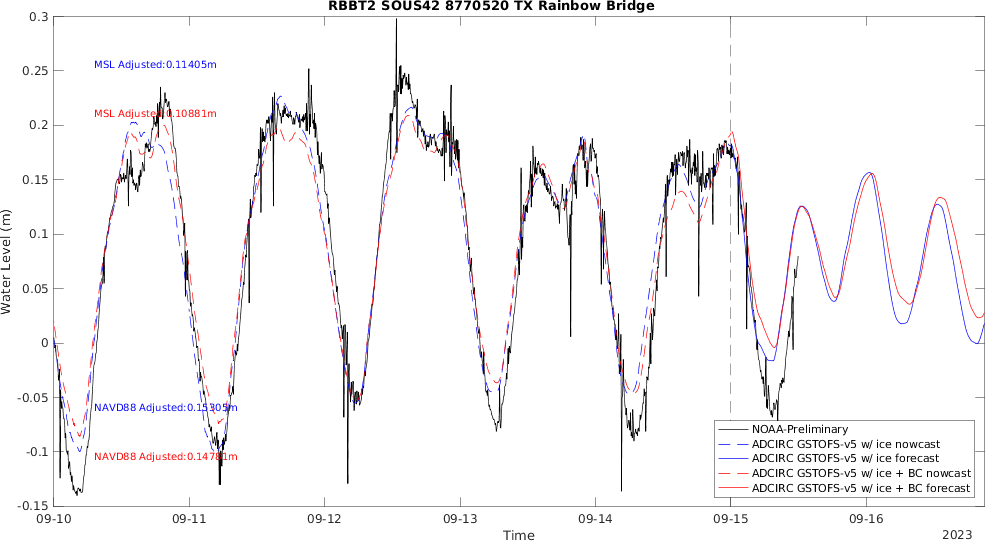 RBBT2 SOUS42 8770520 TX Rainbow Bridge
0.3
0.25
0.2
0.15
0.1
0.05
0
-0.05
-0.1
-0.15
Water Level (m)
MSL Adjusted:0.11405m
MSL Adjusted:0.10881m
NAVD88 Adjusted:0.15305m
NAVD88 Adjusted:0.14781m
NOAA-Preliminary
ADCIRC GSTOFS-v5 w/ ice nowcast
ADCIRC GSTOFS-v5 w/ ice forecast
ADCIRC GSTOFS-v5 w/ ice + BC nowcast
ADCIRC GSTOFS-v5 w/ ice + BC forecast
09-10 09-11 09-12 09-13 09-14 09-15 09-16
Time
2023